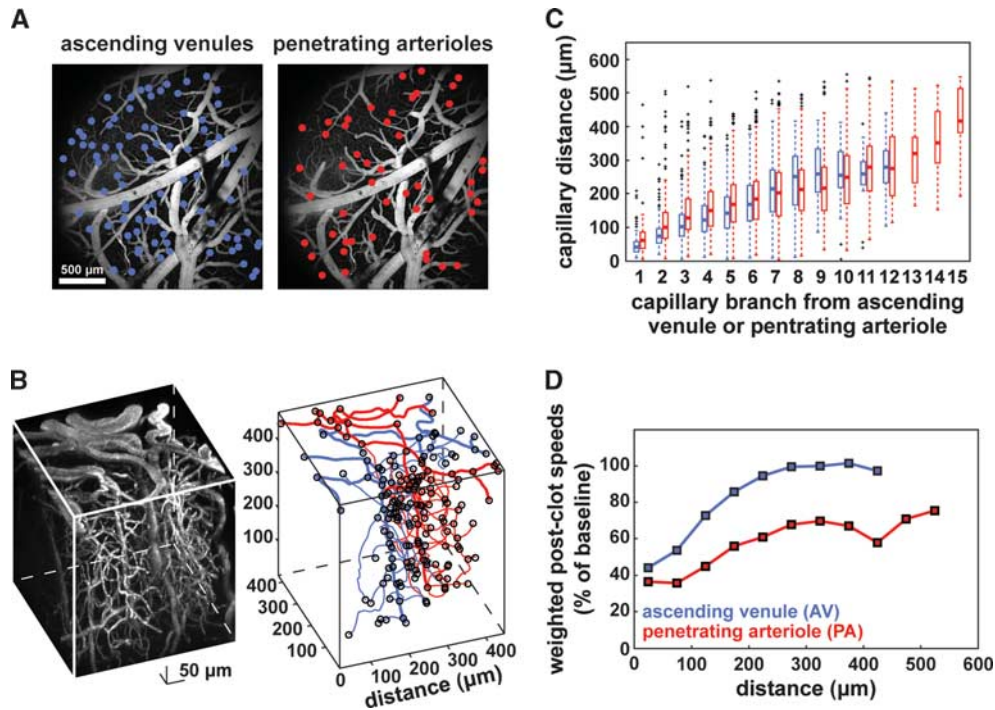 A
ascending venules
penetrating arterioles
500 µm
B
50 µm
400
300
200
100
400
300
200
100
0
0
100
200
300
400
distance (µm)
C
capillary distance (µm)
600
500
400
300
200
100
0
1 2 3 4 5 6 7 8 9 10 11 12 13 14 15
capillary branch from ascending
venule or pentrating arteriole
D
weighted post-clot speeds
(% of baseline)
100
80
60
40
20
0
ascending venule (AV)
penetrating arteriole (PA)
0 100 200 300 400 500 600
distance (µm)